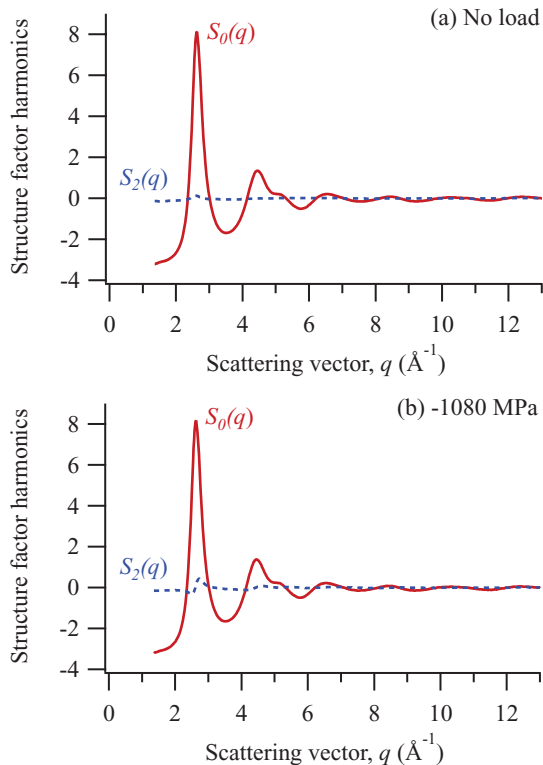 (a) No load
S₀(q)
S₂(q)
Structure factor harmonics
8
6
4
2
0
-2
-4
0 2 4 6 8 10 12
Scattering vector, q (Å⁻¹)
(b) -1080 MPa
S₀(q)
S₂(q)
Structure factor harmonics
8
6
4
2
0
-2
-4
0 2 4 6 8 10 12
Scattering vector, q (Å⁻¹)